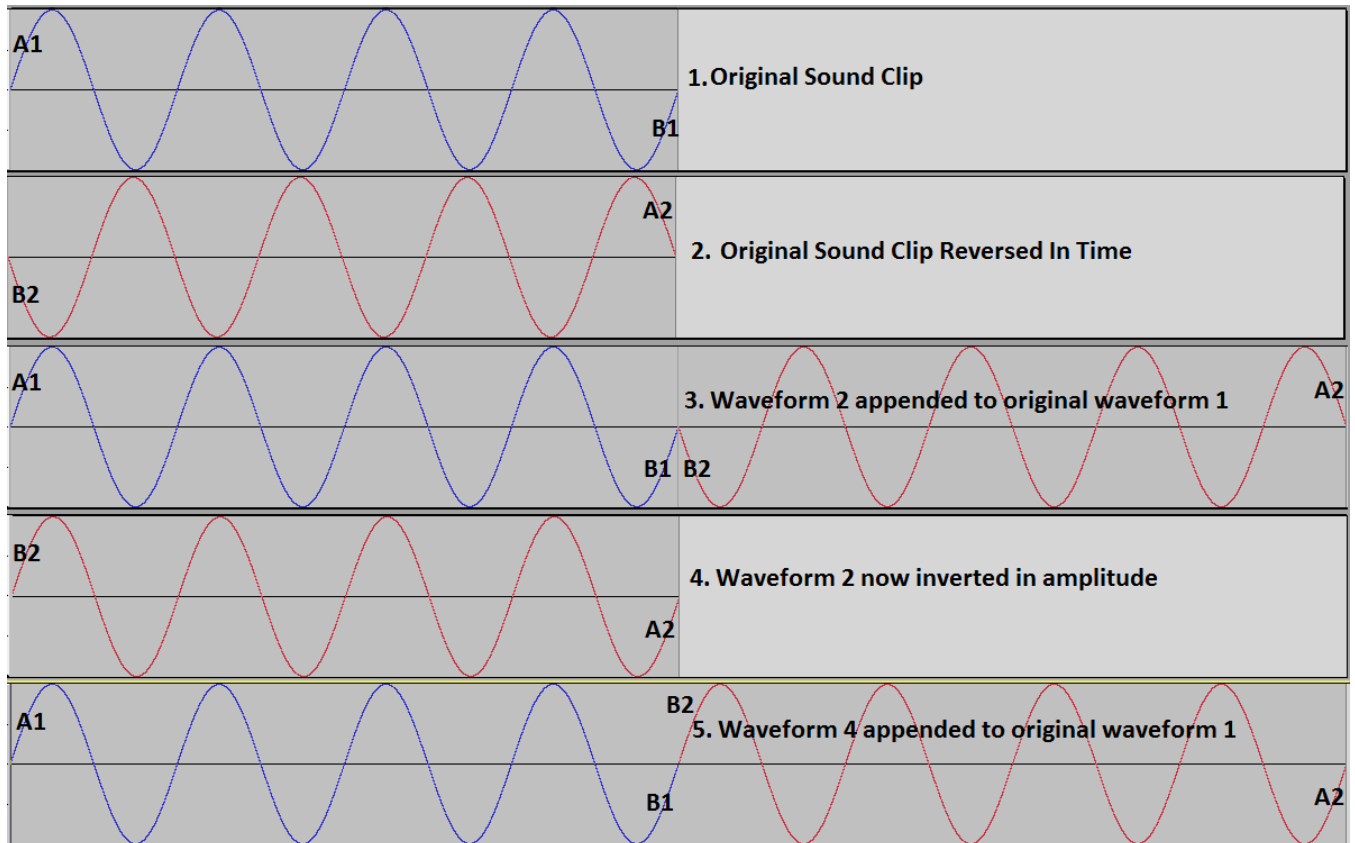 A1
1. Original Sound Clip
B1
A2
2. Original Sound Clip Reversed In Time
B2
A1
3. Waveform 2 appended to original waveform 1
A2
B1
B2
B2
4. Waveform 2 now inverted in amplitude
A2
B2
A1
5. Waveform 4 appended to original waveform 1
B1
A2